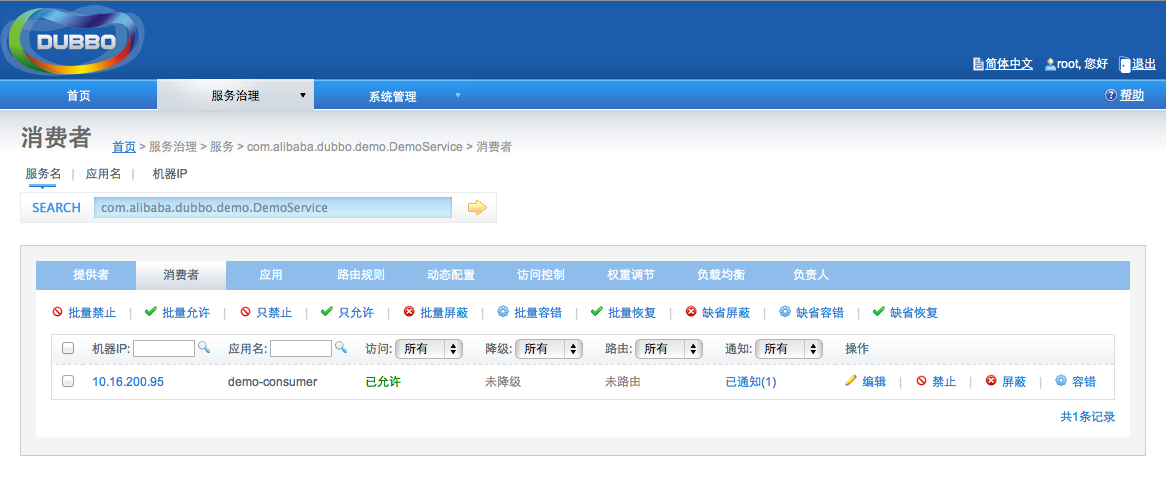 DUBBO
简体中文 root, 您好 退出
首页 服务治理 系统管理 帮助
消费者 首页 > 服务治理 > 服务 > com.alibaba.dubbo.demo.DemoService > 消费者
服务名 | 应用名 | 机器IP
SEARCH com.alibaba.dubbo.demo.DemoService
提供者 消费者 应用 路由规则 动态配置 访问控制 权重调节 负载均衡 负责人
批量禁止 | 批量允许 | 只禁止 | 只允许 | 批量屏蔽 | 批量容错 | 批量恢复 | 缺省屏蔽 | 缺省容错 | 缺省恢复
机器IP: 应用名: 访问: 所有 降级: 所有 路由: 所有 通知: 所有 操作
10.16.200.95 demo-consumer 已允许 未降级 未路由 已通知(1) 编辑 | 禁止 | 屏蔽 | 容错
共1条记录